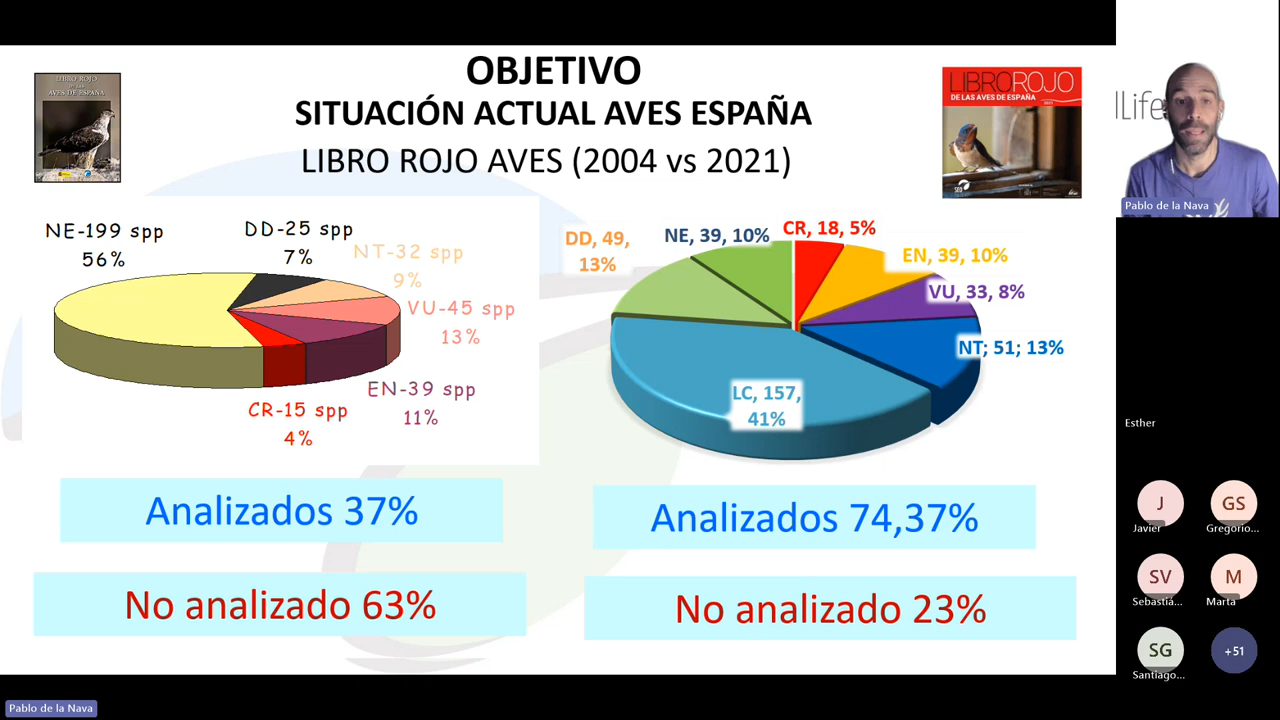 OBJETIVO
SITUACIÓN ACTUAL AVES ESPAÑA
LIBRO ROJO AVES (2004 vs 2021)
LIBRO ROJO
AVES DE ESPAÑA
LIBROROJO
DE LAS AVES DE ESPAÑA
2021
SEO
NE-199 spp
56%
DD-25 spp
7%
NT-32 spp
9%
VU-45 spp
13%
EN-39 spp
11%
CR-15 spp
4%
DD, 49,
13%
NE, 39, 10%
CR, 18, 5%
EN, 39, 10%
VU, 33, 8%
NT; 51; 13%
LC, 157,
41%
Analizados 37%
Analizados 74,37%
No analizado 63%
No analizado 23%
Life
Pablo de la Nava
Esther
J
Javier
GS
Gregorio...
SV
Sebastiá...
M
Marta
SG
Santiago...
+51
Pablo de la Nava